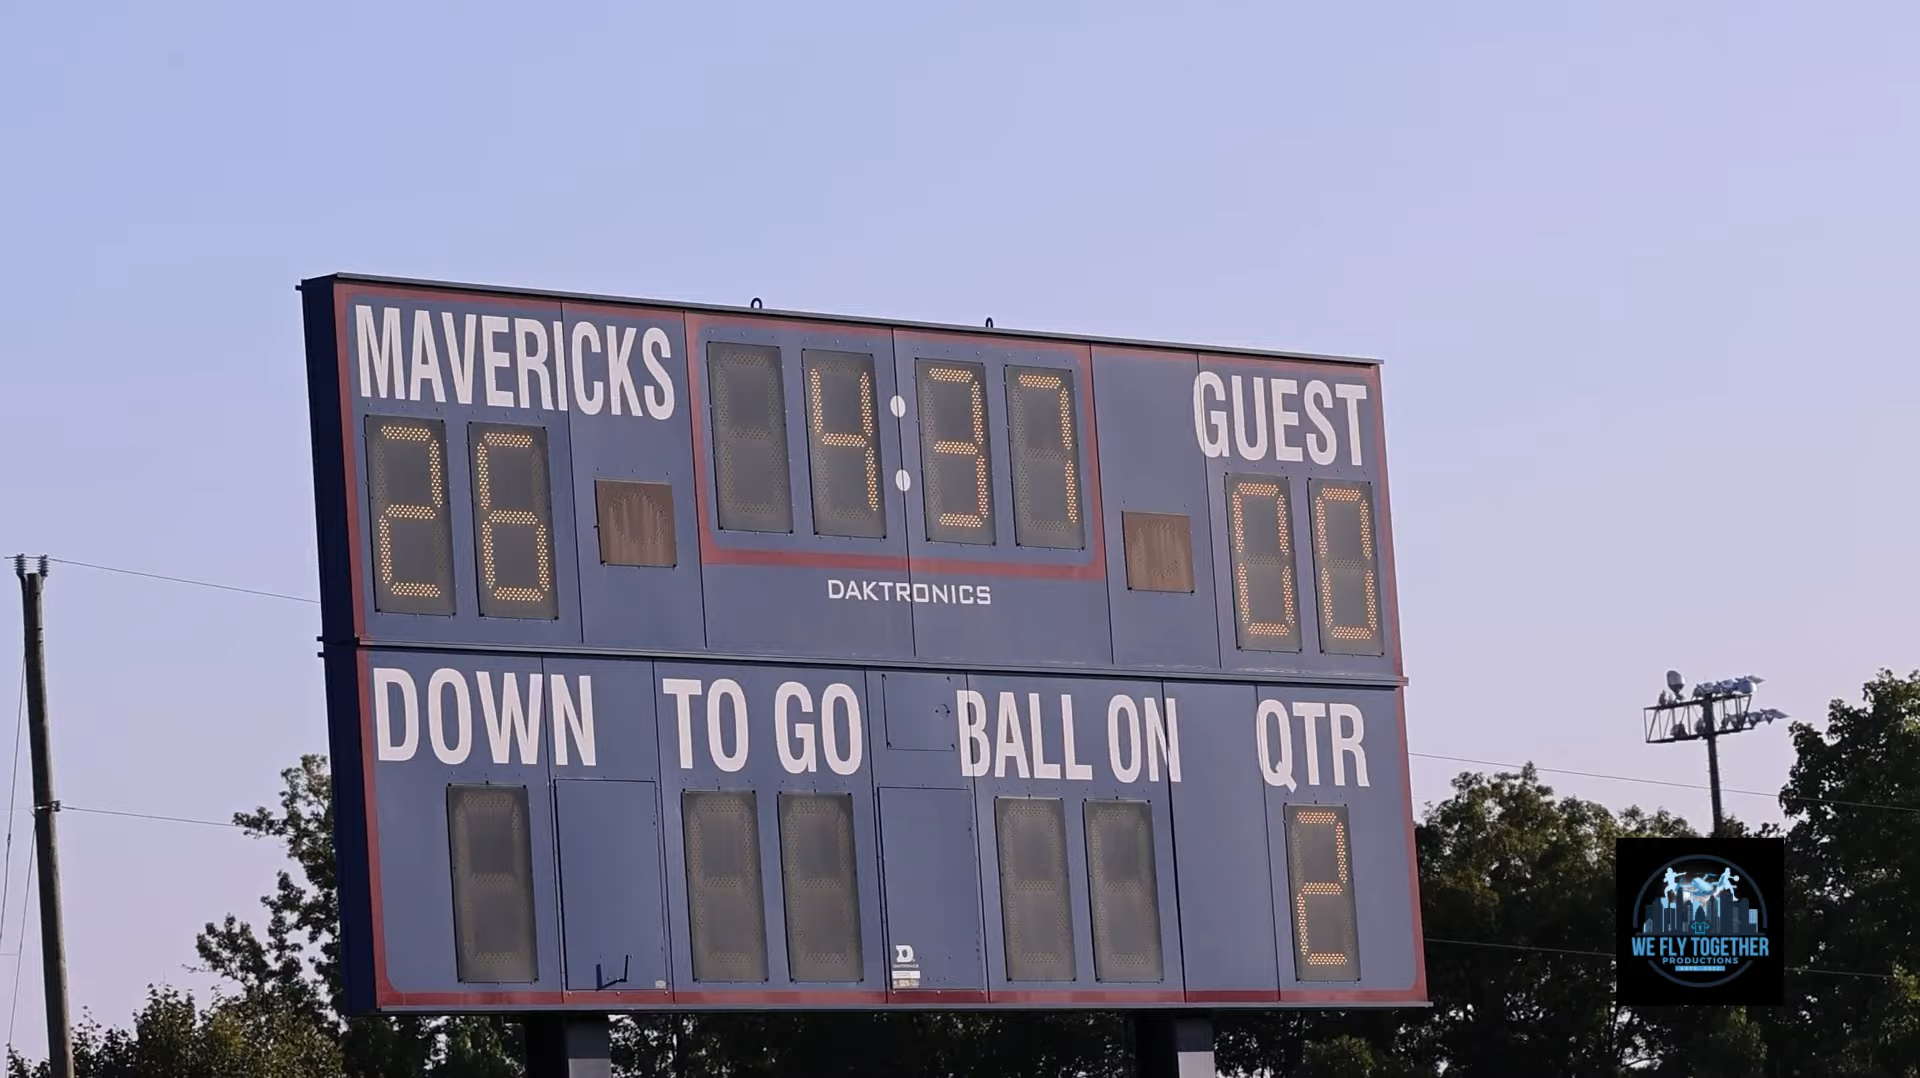 MAVERICKS
4:37
GUEST
26
00
DAKTRONICS
DOWN
TO GO
BALL ON
QTR
2
WE FLY TOGETHER
PRODUCTIONS